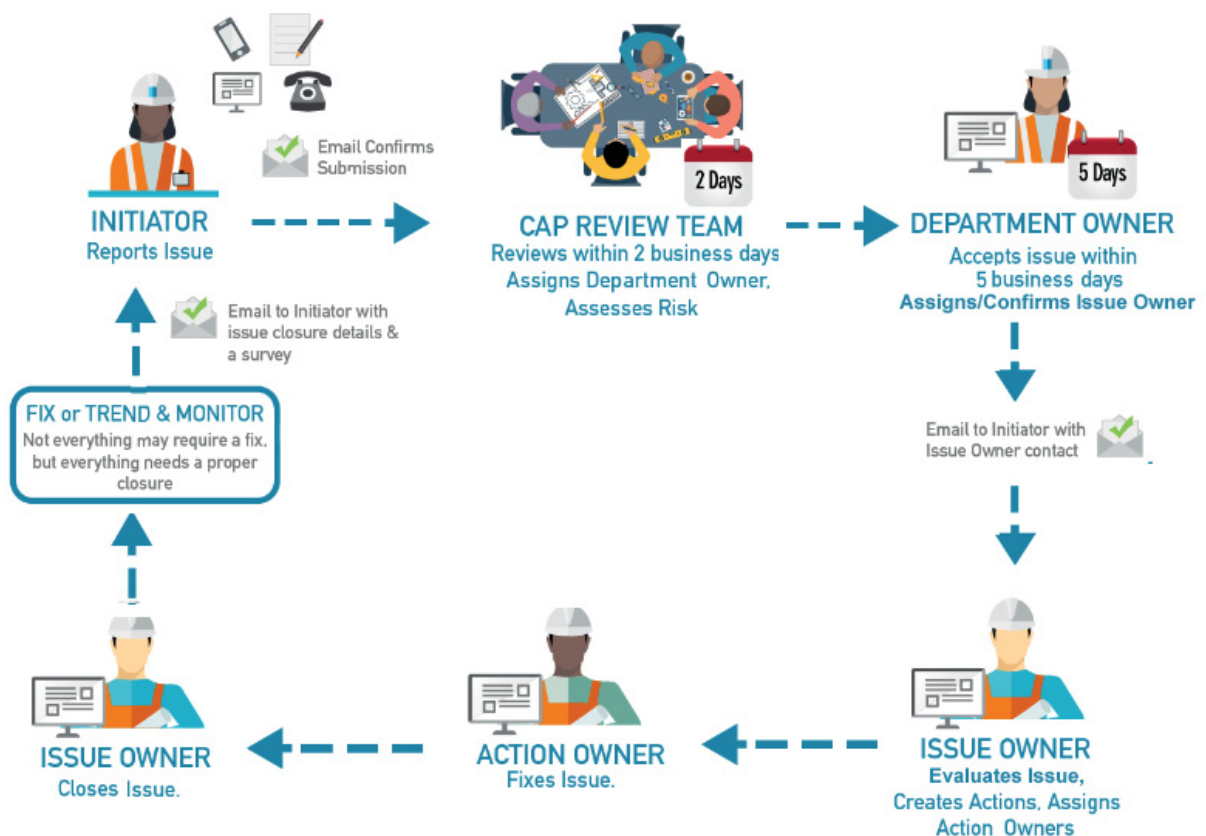 Email Confirms
Submission
2 Days
5 Days
INITIATOR
Reports Issue
CAP REVIEW TEAM
Reviews within 2 business days
Assigns Department Owner,
Assesses Risk
DEPARTMENT OWNER
Accepts issue within
5 business days
Assigns/Confirms Issue Owner
Email to Initiator with
issue closure details &
a survey
Email to Initiator with
Issue Owner contact
FIX or TREND & MONITOR
Not everything may require a fix,
but everything needs a proper
closure
ISSUE OWNER
Closes Issue.
ACTION OWNER
Fixes Issue.
ISSUE OWNER
Evaluates Issue,
Creates Actions, Assigns
Action Owners